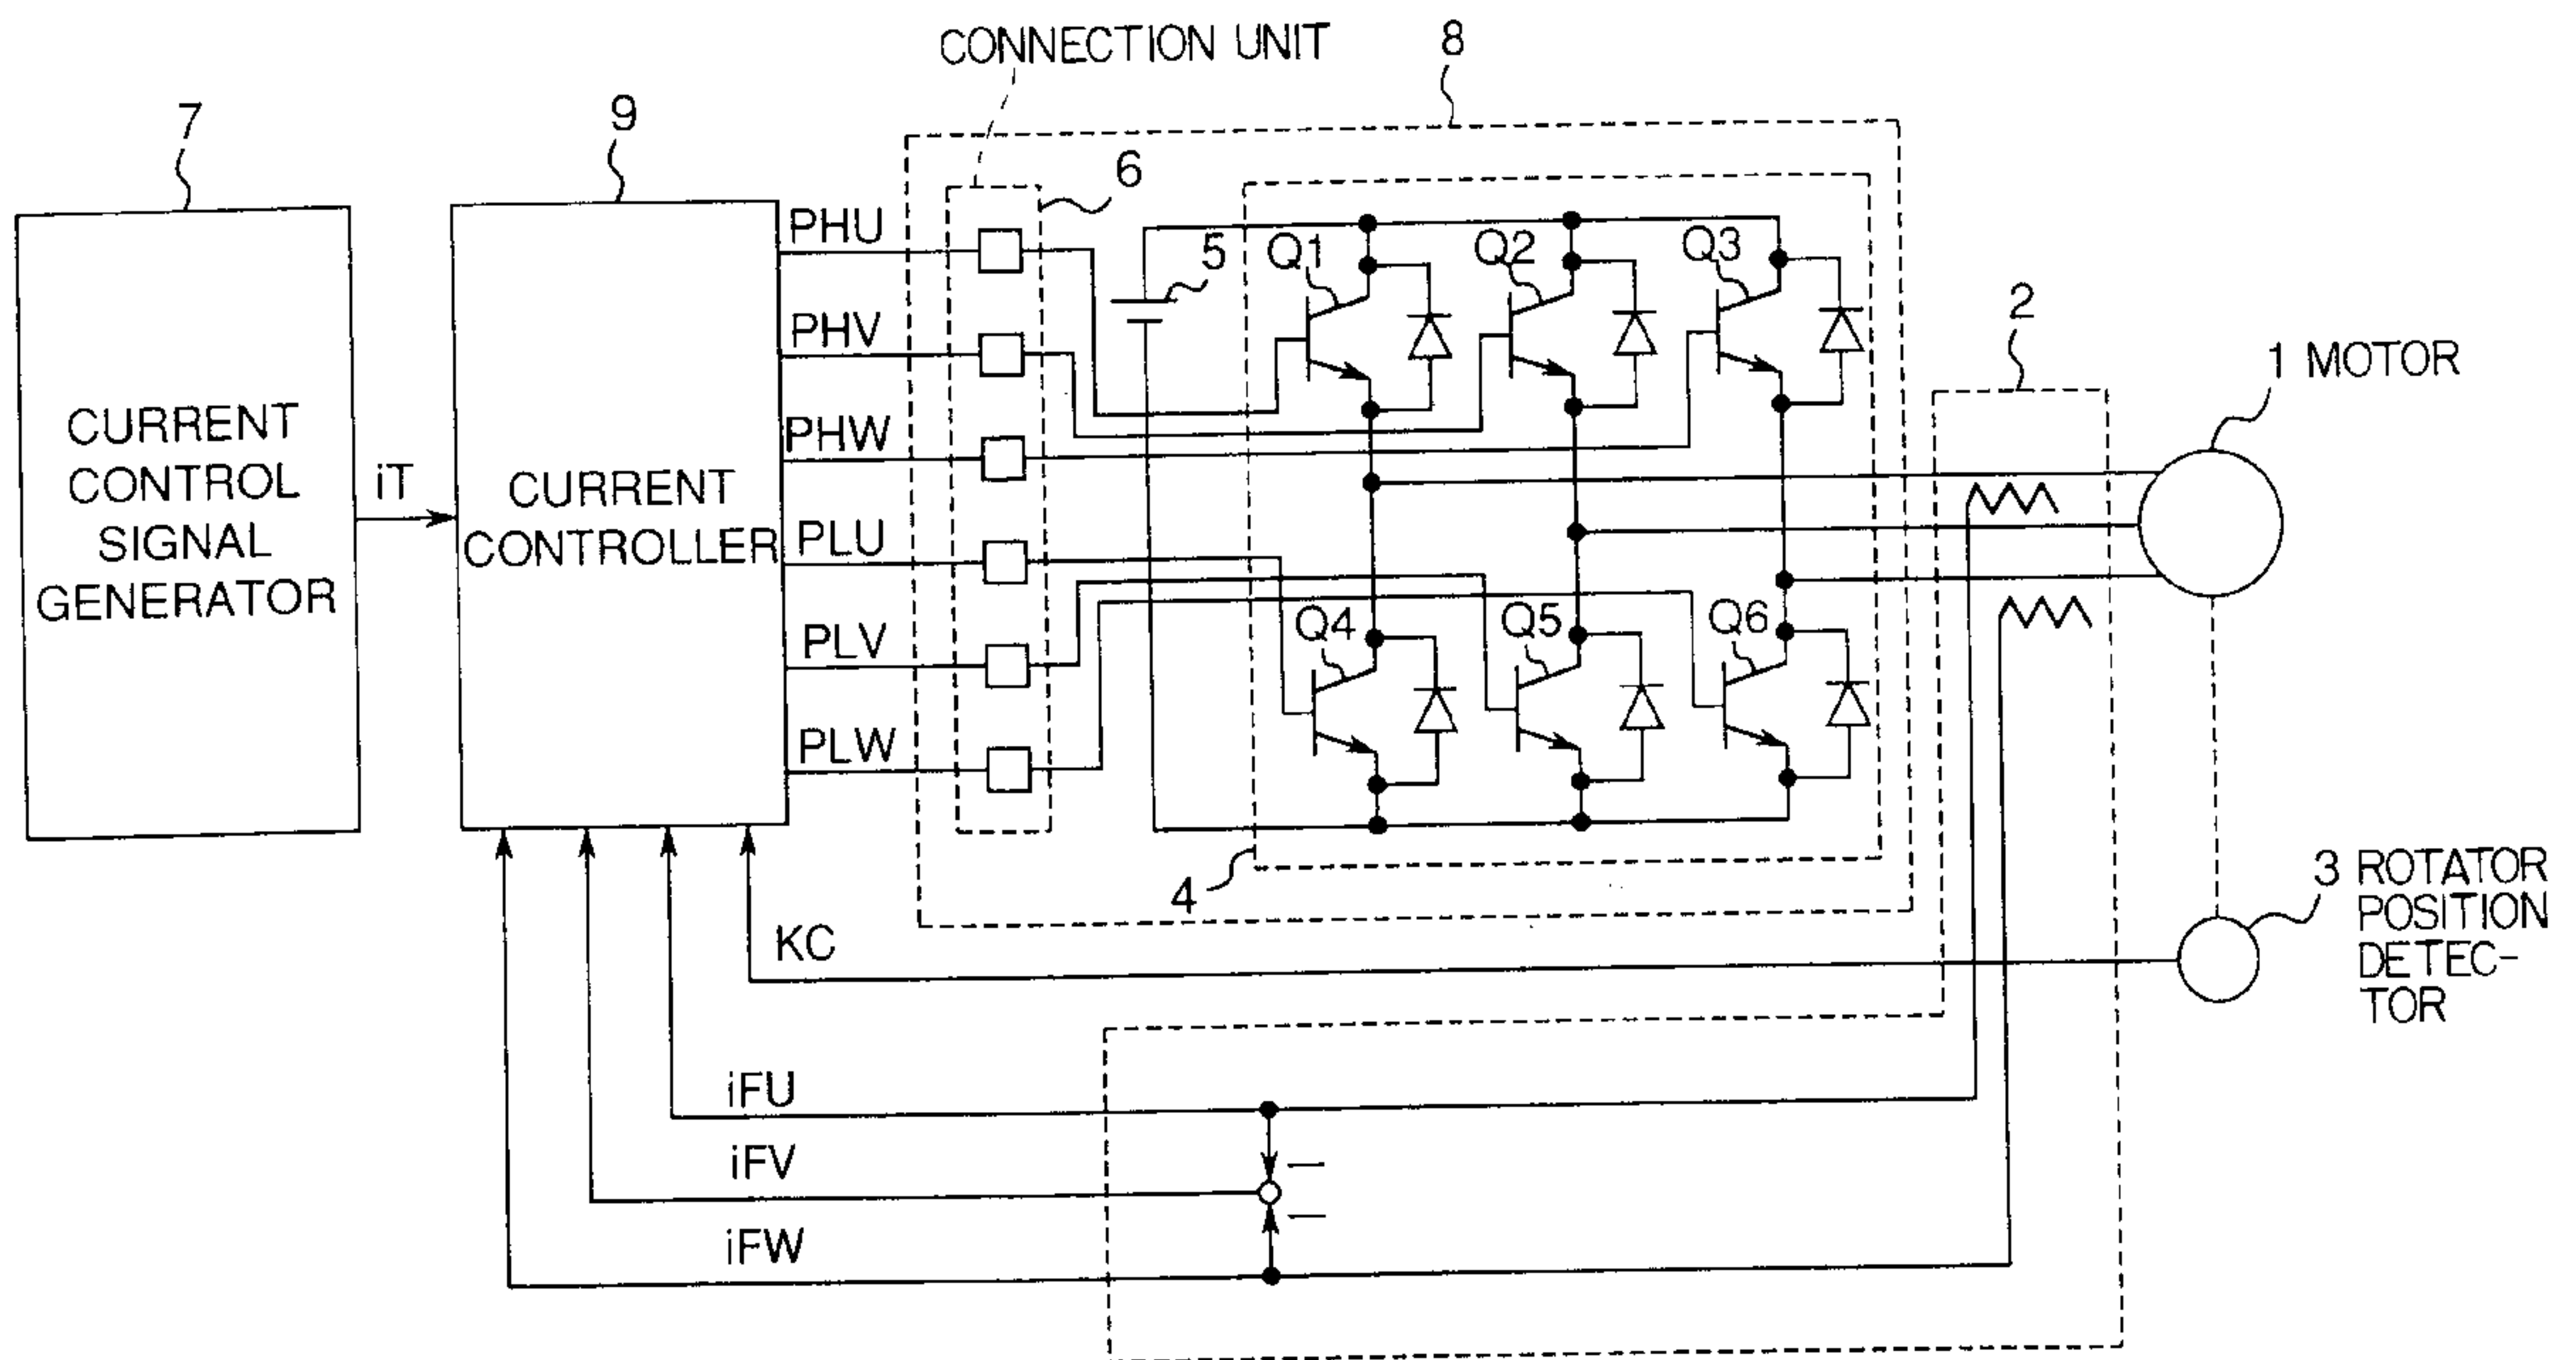 CONNECTION UNIT
8
7
9
6
PHU
5
Q1
Q2
Q3
2
PHV
1 MOTOR
CURRENT
CONTROL
SIGNAL
GENERATOR
iT
CURRENT
CONTROLLER
PHW
PLU
Q4
Q5
Q6
PLV
PLW
4
3 ROTATOR
POSITION
DETEC-
TOR
KC
iFU
iFV
iFW